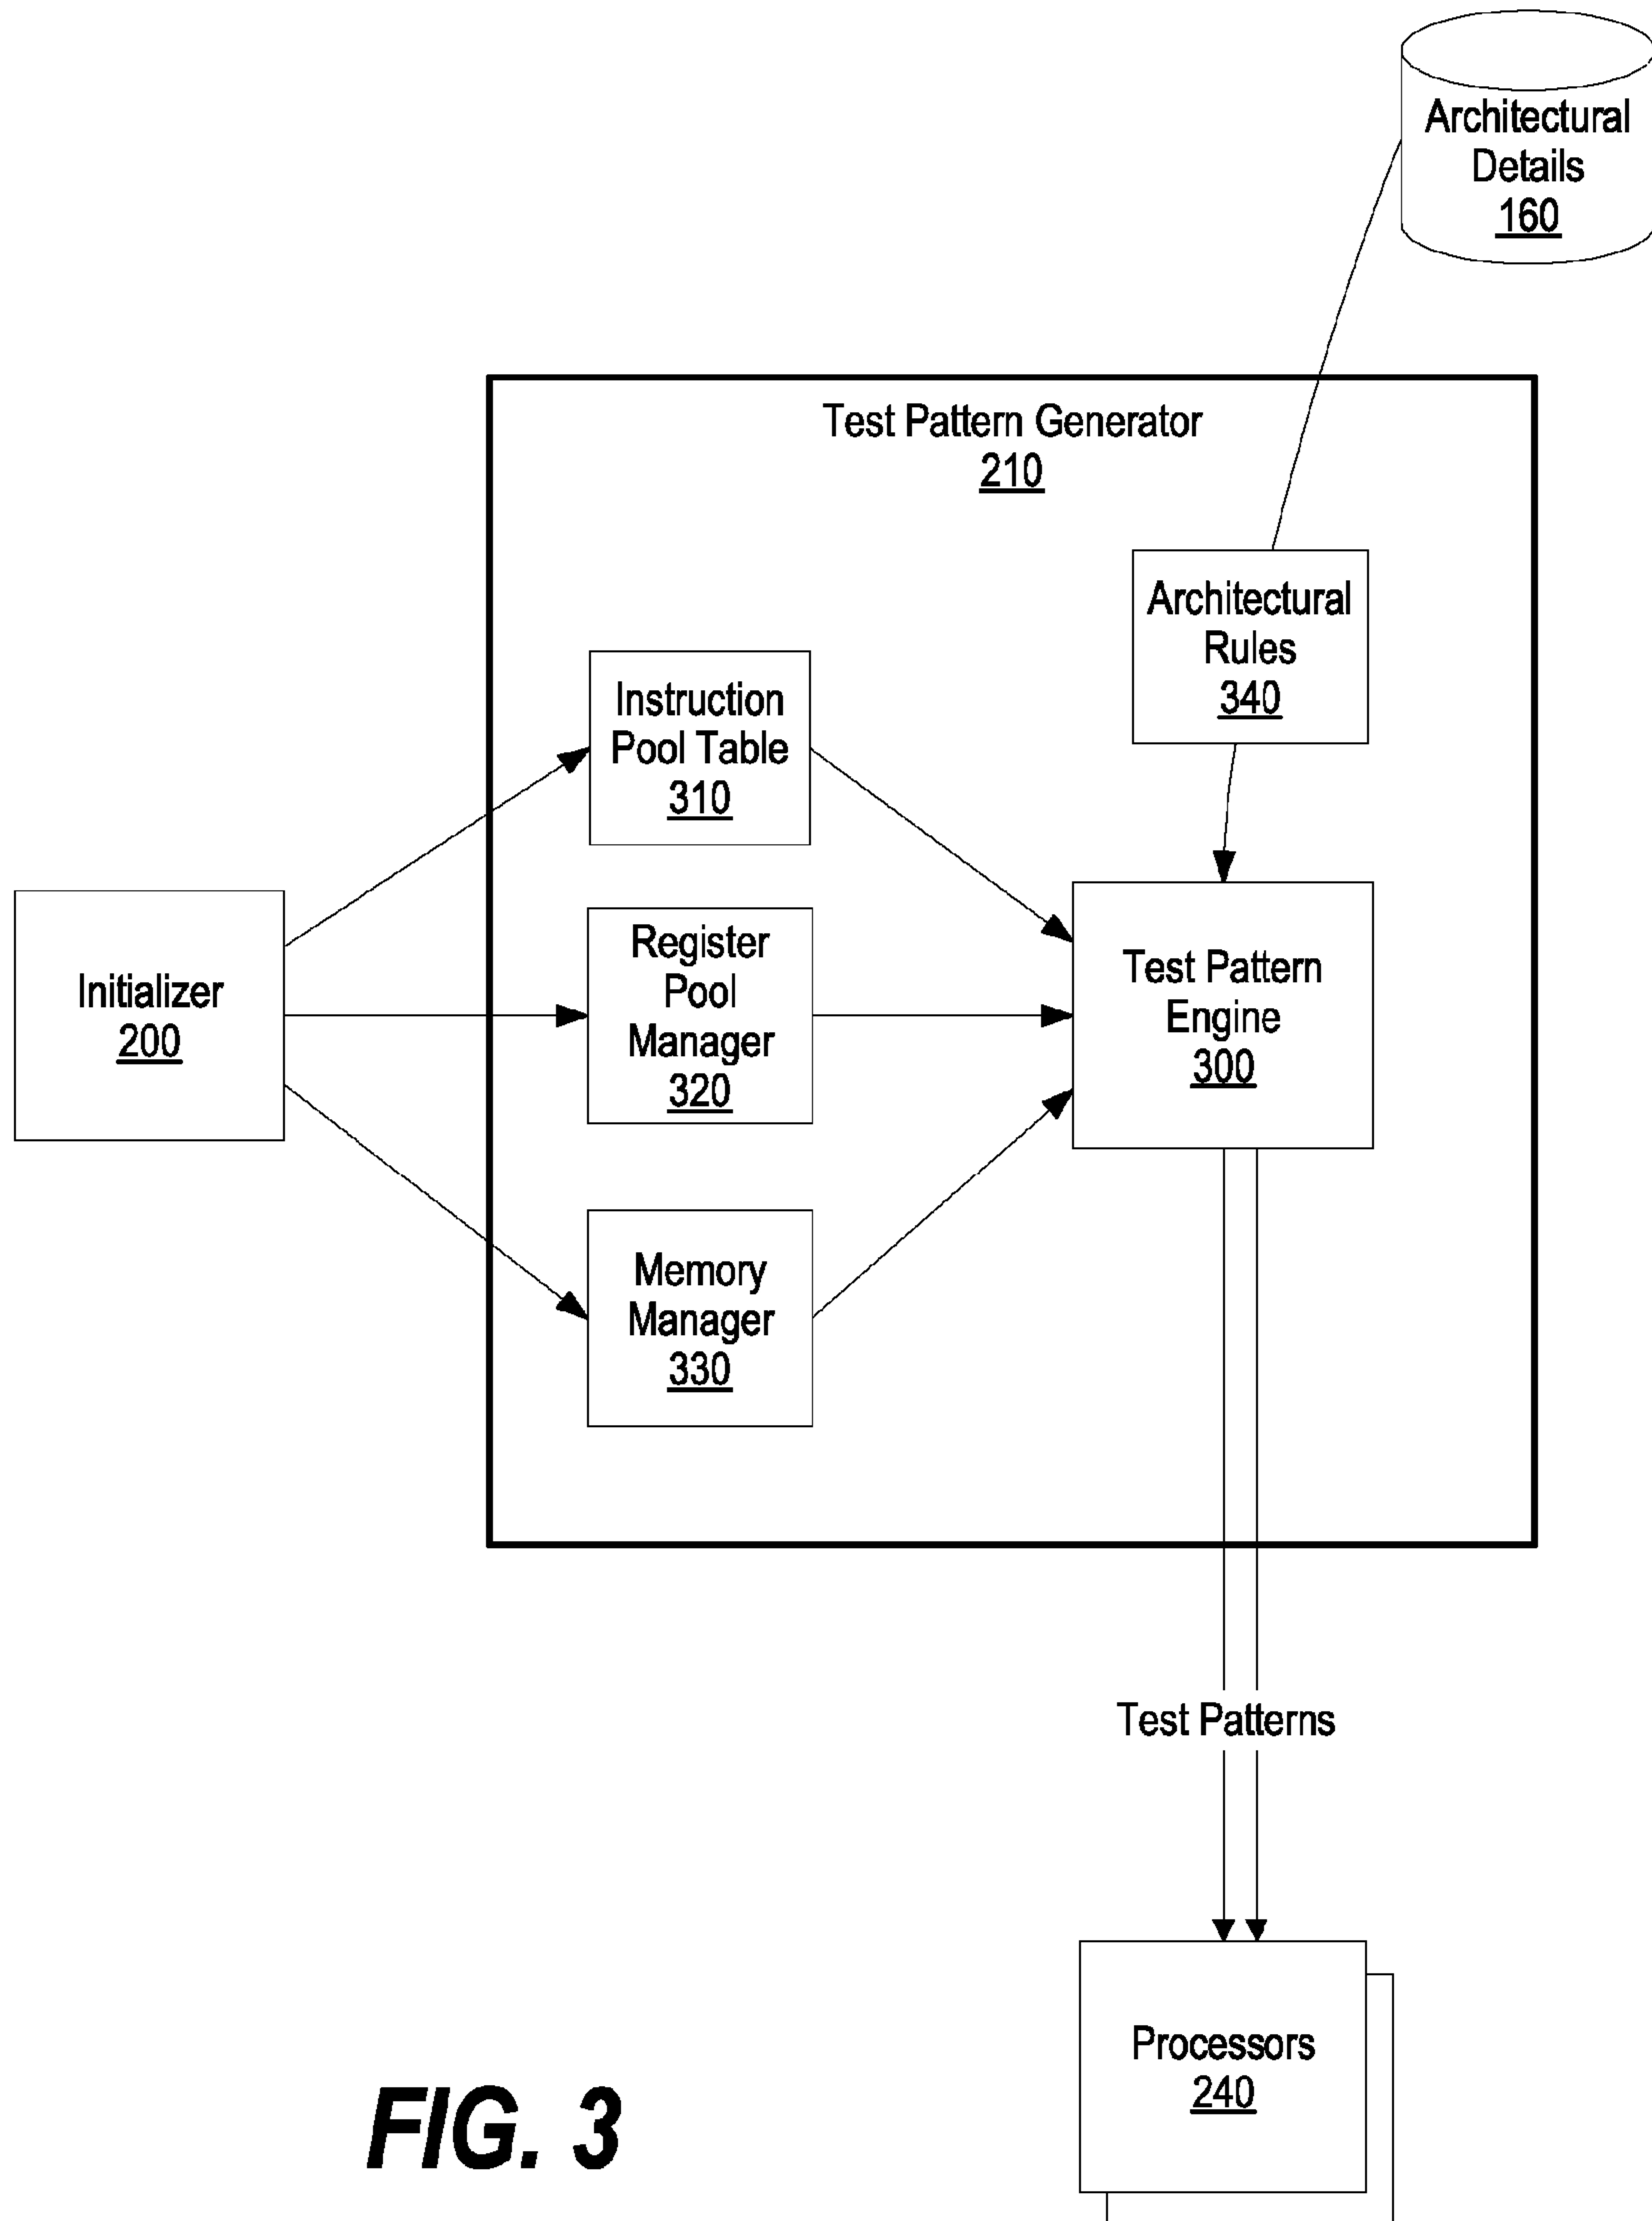 Architectural
Details
160
Test Pattern Generator
210
Architectural
Rules
340
Instruction
Pool Table
310
Register
Pool
Manager
320
Initializer
200
Test Pattern
Engine
300
Memory
Manager
330
Test Patterns
Processors
240
FIG. 3